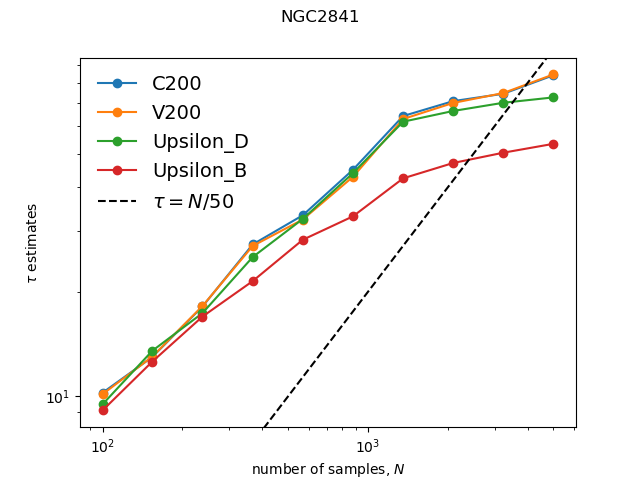 NGC2841
C200
V200
Upsilon_D
Upsilon_B
τ = N/50
τ estimates
10¹
10² 10³
number of samples, N